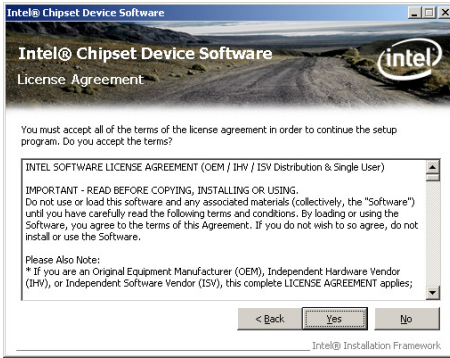 Intel® Chipset Device Software
Intel® Chipset Device Software
intel
License Agreement
You must accept all of the terms of the license agreement in order to continue the setup
program. Do you accept the terms?
INTEL SOFTWARE LICENSE AGREEMENT (OEM / IHV / ISV Distribution & Single User)
IMPORTANT - READ BEFORE COPYING, INSTALLING OR USING.
Do not use or load this software and any associated materials (collectively, the "Software")
until you have carefully read the following terms and conditions. By loading or using the
Software, you agree to the terms of this Agreement. If you do not wish to so agree, do not
install or use the Software.
Please Also Note:
* If you are an Original Equipment Manufacturer (OEM), Independent Hardware Vendor
(IHV), or Independent Software Vendor (ISV), this complete LICENSE AGREEMENT applies;
< Back Yes No
Intel® Installation Framework